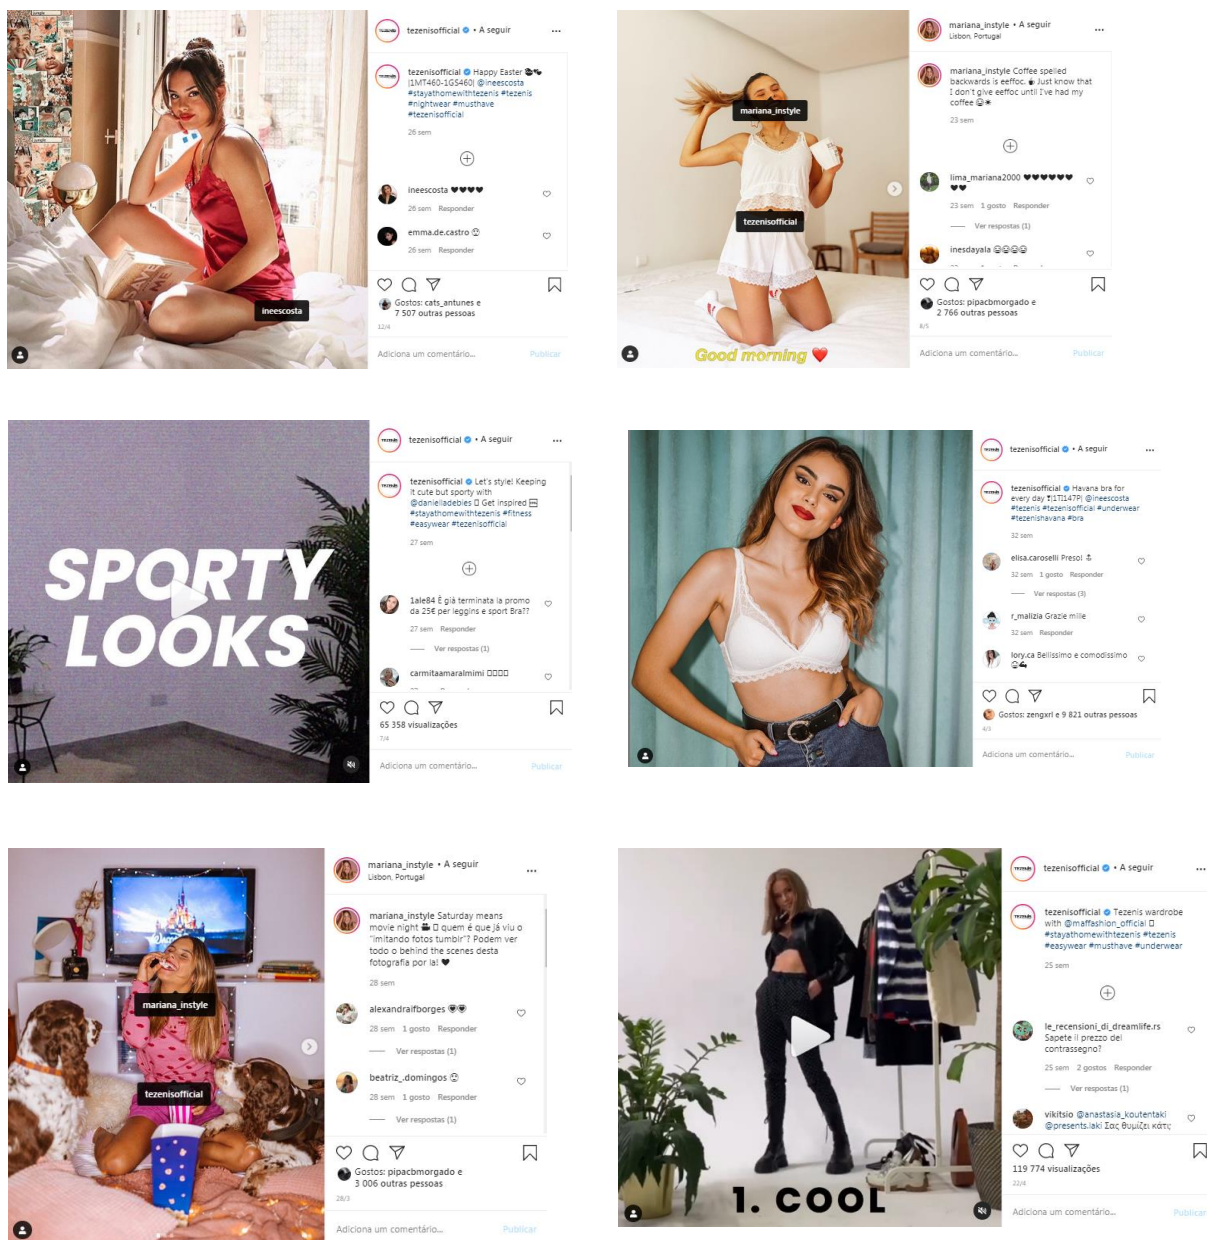 tezenisofficial • A seguir
tezenisofficial Happy Easter
|1MT460-1GS460| @ineescosta
#stayathomewithtezenis #tezenis
#nightwear #musthave
#tezenisofficial
26 sem
ineescosta ♥♥♥♥
26 sem Responder
emma.de.castro
26 sem Responder
Gostos: cats_antunes e
7 507 outras pessoas
12/4
Adiciona um comentário... Publicar
ineescosta
mariana_instyle • A seguir
Lisbon, Portugal
mariana_instyle Coffee spelled
backwards is eeffoc. Just know that
I don't give eeffoc until I've had my
coffee
23 sem
lima_mariana2000 ♥♥♥♥♥♥
♥♥
23 sem 1 gosto Responder
Ver respostas (1)
inesdayala
Gostos: pipacbmorgado e
2 766 outras pessoas
8/5
Adiciona um comentário... Publicar
mariana_instyle
tezenisofficial
Good morning ❤
SPORTY
LOOKS
tezenisofficial • A seguir
tezenisofficial Let's style! Keeping
it cute but sporty with
@danielladebies Get inspired
#stayathomewithtezenis #fitness
#easywear #tezenisofficial
27 sem
1ale84 È già terminata la promo
da 25€ per leggins e sport Bra??
27 sem Responder
Ver respostas (1)
carmitaamaralmimi
65 358 visualizações
7/4
Adiciona um comentário... Publicar
tezenisofficial • A seguir
tezenisofficial Havana bra for
every day |1TI147P| @ineescosta
#tezenis #tezenisofficial #underwear
#tezenishavana #bra
32 sem
elisa.caroselli Preso!
32 sem 1 gosto Responder
Ver respostas (3)
r_malizia Grazie mille
32 sem Responder
lory.ca Bellissimo e comodissimo
Gostos: zengxrl e 9 821 outras pessoas
4/3
Adiciona um comentário... Publicar
mariana_instyle
tezenisofficial
mariana_instyle • A seguir
Lisbon, Portugal
mariana_instyle Saturday means
movie night quem é que já viu o
"imitando fotos tumblr"? Podem ver
todo o behind the scenes desta
fotografia por la! ♥
28 sem
alexandraifborges
28 sem 1 gosto Responder
Ver respostas (1)
beatriz_.domingos
28 sem 1 gosto Responder
Ver respostas (1)
Gostos: pipacbmorgado e
3 006 outras pessoas
28/3
Adiciona um comentário... Publicar
1. COOL
tezenisofficial • A seguir
tezenisofficial Tezenis wardrobe
with @maffashion_official
#stayathomewithtezenis #tezenis
#easywear #musthave #underwear
25 sem
le_recensioni_di_dreamlife.rs
Sapete il prezzo del
contrassegno?
25 sem 2 gostos Responder
Ver respostas (1)
vikitsio @anastasia_koutentaki
@presents.laki Σας θυμίζει κάτι;
119 774 visualizações
22/4
Adiciona um comentário... Publicar